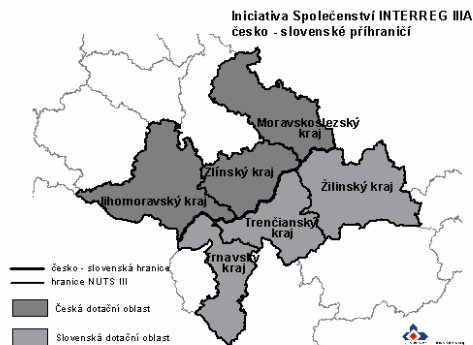 Iniciativa Společenství INTERREG IIIA
česko - slovenské příhraničí
Moravskoslezský
kraj
Zlínský kraj
Žilinský kraj
Jihomoravský kraj
Trenčianský
kraj
Trnavský
kraj
česko - slovenská hranice
hranice NUTS III
Česká dotační oblast
Slovenská dotační oblast